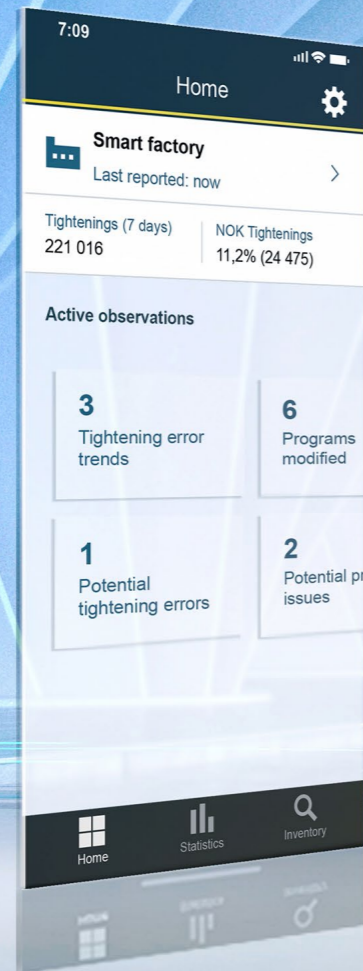 7:09
Home
Smart factory
Last reported: now
Tightenings (7 days)
221 016
NOK Tightenings
11,2% (24 475)
Active observations
3
Tightening error
trends
6
Programs
modified
1
Potential
tightening errors
2
Potential
issues
Home
Statistics
Inventory